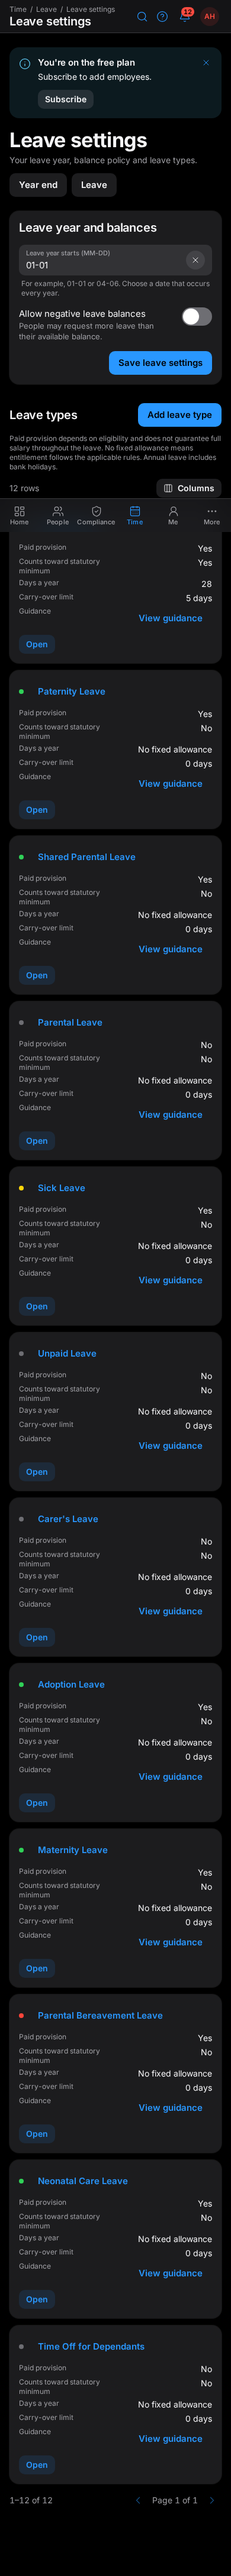 Time / Leave / Leave settings
Leave settings
12
AH
You're on the free plan
Subscribe to add employees.
Subscribe
Leave settings
Your leave year, balance policy and leave types.
Year end
Leave
Leave year and balances
Leave year starts (MM-DD)
01-01
For example, 01-01 or 04-06. Choose a date that occurs
every year.
Allow negative leave balances
People may request more leave than
their available balance.
Save leave settings
Leave types
Add leave type
Paid provision depends on eligibility and does not guarantee full
salary throughout the leave. No fixed allowance means
entitlement follows the applicable rules. Annual leave includes
bank holidays.
12 rows
Columns
Home
People
Compliance
Time
Me
More
Paid provision
Yes
Counts toward statutory
minimum
Yes
Days a year
28
Carry-over limit
5 days
Guidance
View guidance
Open
Paternity Leave
Paid provision
Yes
Counts toward statutory
minimum
No
Days a year
No fixed allowance
Carry-over limit
0 days
Guidance
View guidance
Open
Shared Parental Leave
Paid provision
Yes
Counts toward statutory
minimum
No
Days a year
No fixed allowance
Carry-over limit
0 days
Guidance
View guidance
Open
Parental Leave
Paid provision
No
Counts toward statutory
minimum
No
Days a year
No fixed allowance
Carry-over limit
0 days
Guidance
View guidance
Open
Sick Leave
Paid provision
Yes
Counts toward statutory
minimum
No
Days a year
No fixed allowance
Carry-over limit
0 days
Guidance
View guidance
Open
Unpaid Leave
Paid provision
No
Counts toward statutory
minimum
No
Days a year
No fixed allowance
Carry-over limit
0 days
Guidance
View guidance
Open
Carer's Leave
Paid provision
No
Counts toward statutory
minimum
No
Days a year
No fixed allowance
Carry-over limit
0 days
Guidance
View guidance
Open
Adoption Leave
Paid provision
Yes
Counts toward statutory
minimum
No
Days a year
No fixed allowance
Carry-over limit
0 days
Guidance
View guidance
Open
Maternity Leave
Paid provision
Yes
Counts toward statutory
minimum
No
Days a year
No fixed allowance
Carry-over limit
0 days
Guidance
View guidance
Open
Parental Bereavement Leave
Paid provision
Yes
Counts toward statutory
minimum
No
Days a year
No fixed allowance
Carry-over limit
0 days
Guidance
View guidance
Open
Neonatal Care Leave
Paid provision
Yes
Counts toward statutory
minimum
No
Days a year
No fixed allowance
Carry-over limit
0 days
Guidance
View guidance
Open
Time Off for Dependants
Paid provision
No
Counts toward statutory
minimum
No
Days a year
No fixed allowance
Carry-over limit
0 days
Guidance
View guidance
Open
1–12 of 12
Page 1 of 1